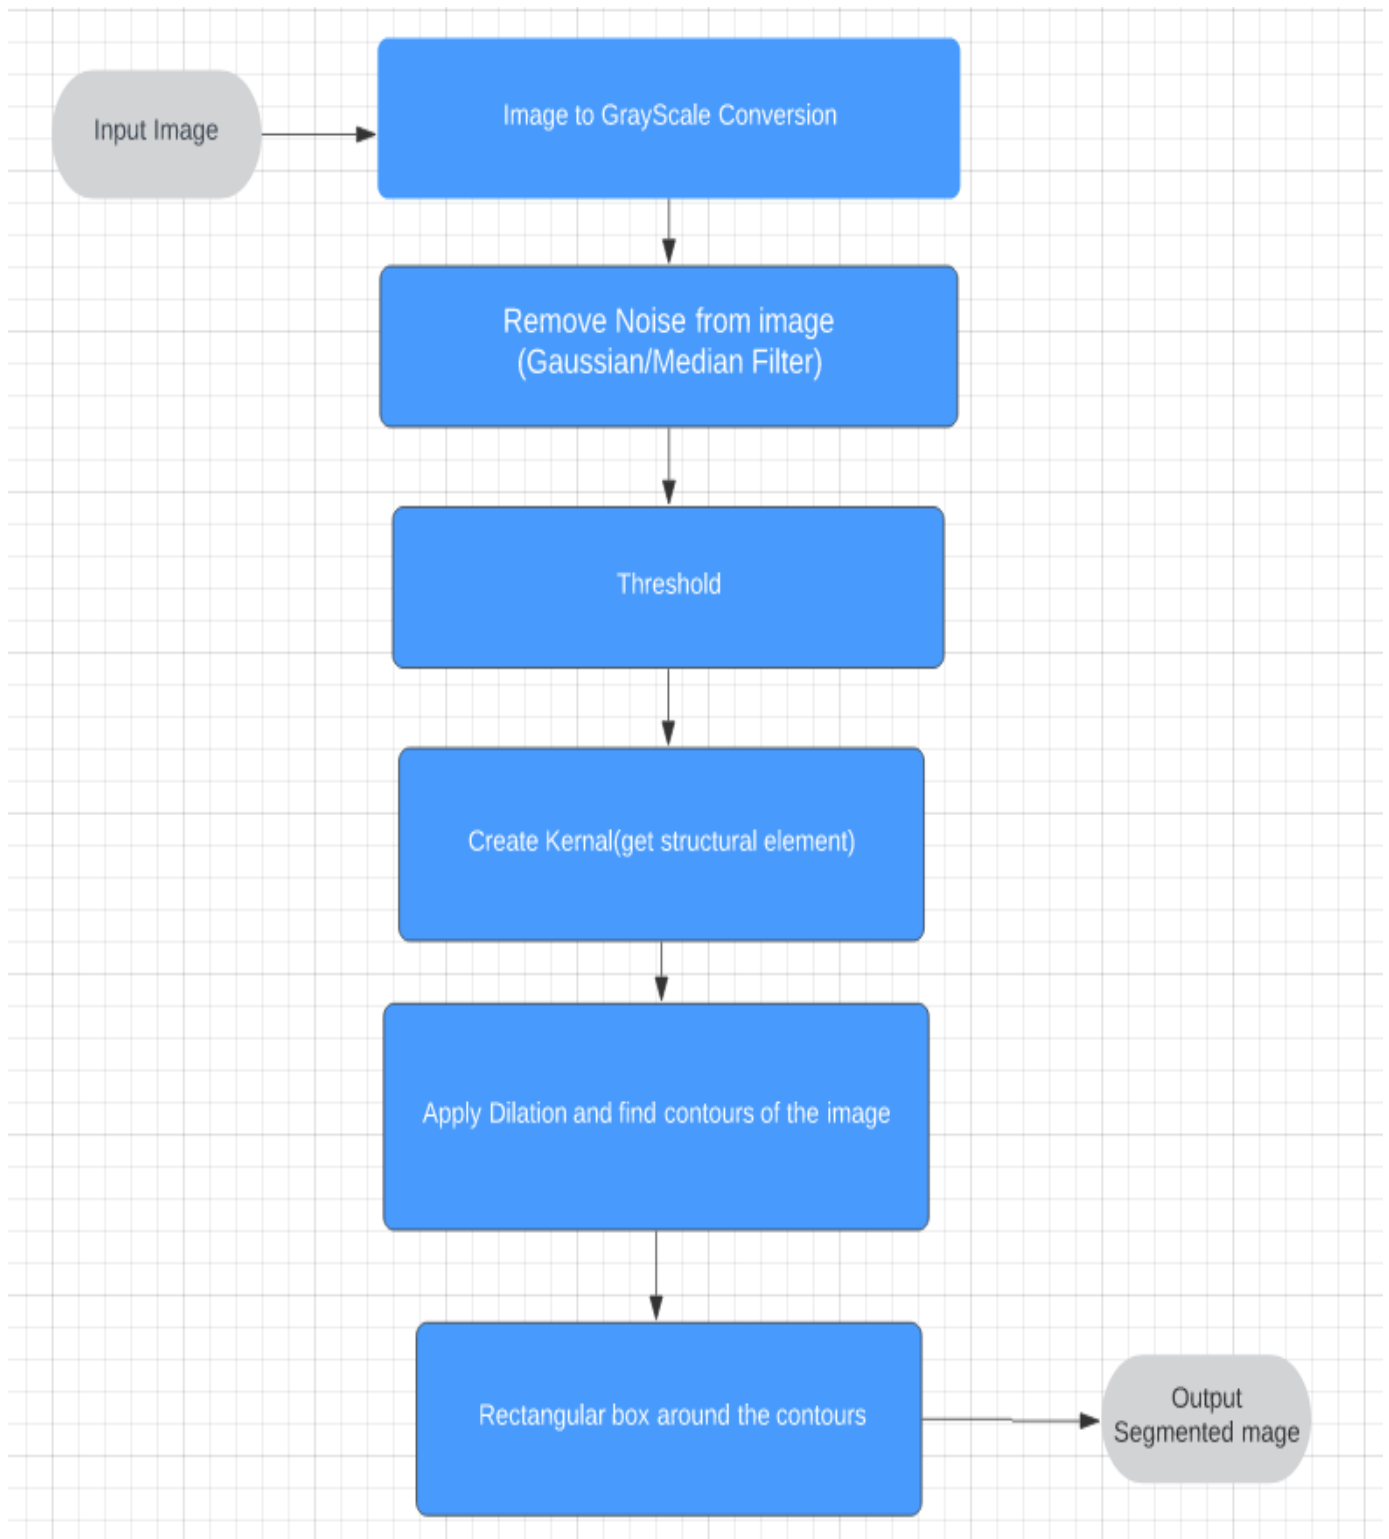 Input Image
Image to GrayScale Conversion
Remove Noise from image
(Gaussian/Median Filter)
Threshold
Create Kernal(get structural element)
Apply Dilation and find contours of the image
Rectangular box around the contours
Output
Segmented mage